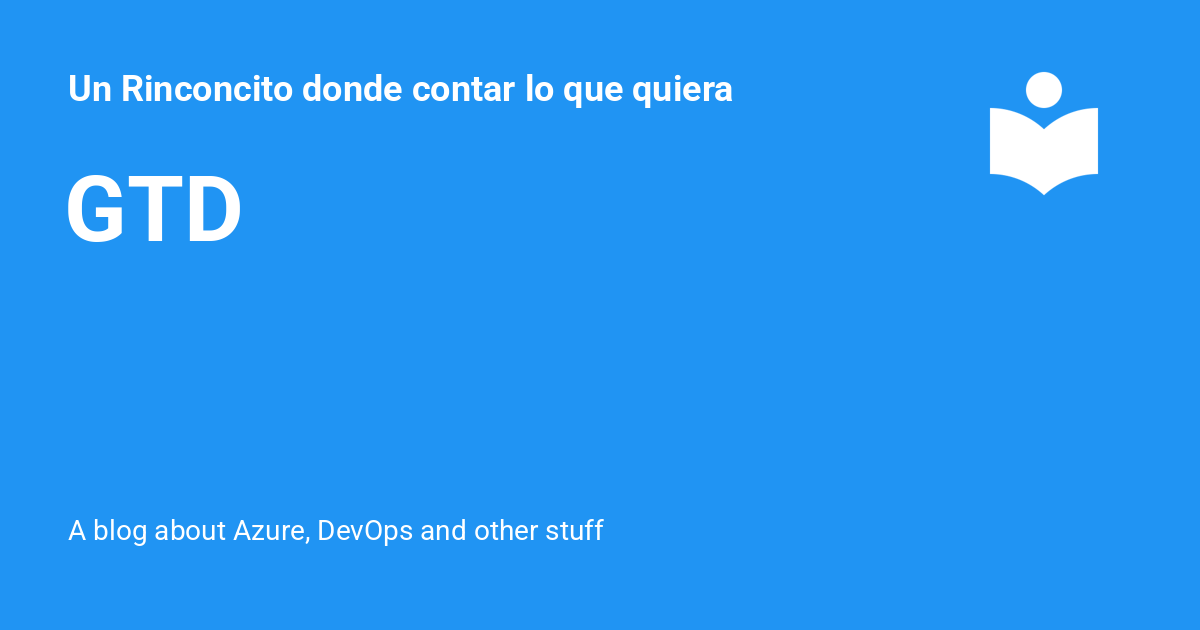 Un Rinconcito donde contar lo que quiera
GTD
A blog about Azure, DevOps and other stuff